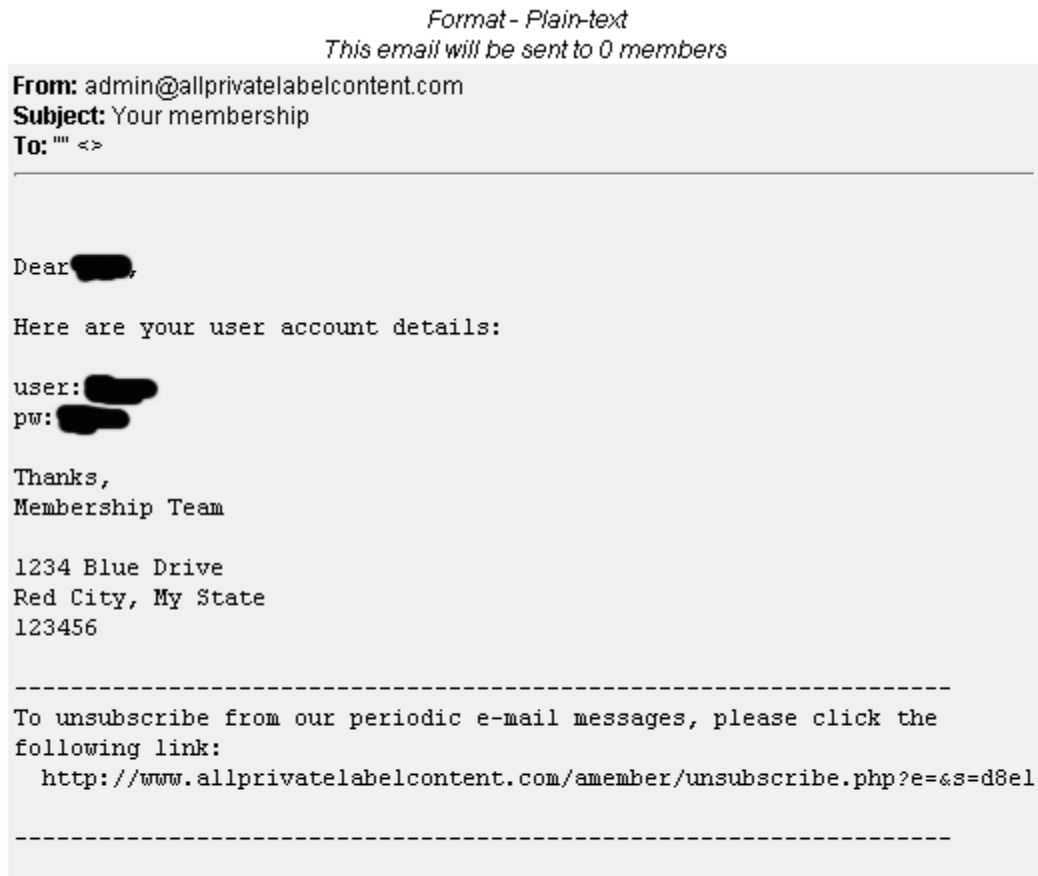 Format - Plain-text
This email will be sent to 0 members
From: admin@allprivatelabelcontent.com
Subject: Your membership
To: "" <>
Dear ,
Here are your user account details:
user:
pw:
Thanks,
Membership Team
1234 Blue Drive
Red City, My State
123456
-------------------------------------------------------------------
To unsubscribe from our periodic e-mail messages, please click the
following link:
http://www.allprivatelabelcontent.com/amember/unsubscribe.php?e=&s=d8el
-------------------------------------------------------------------